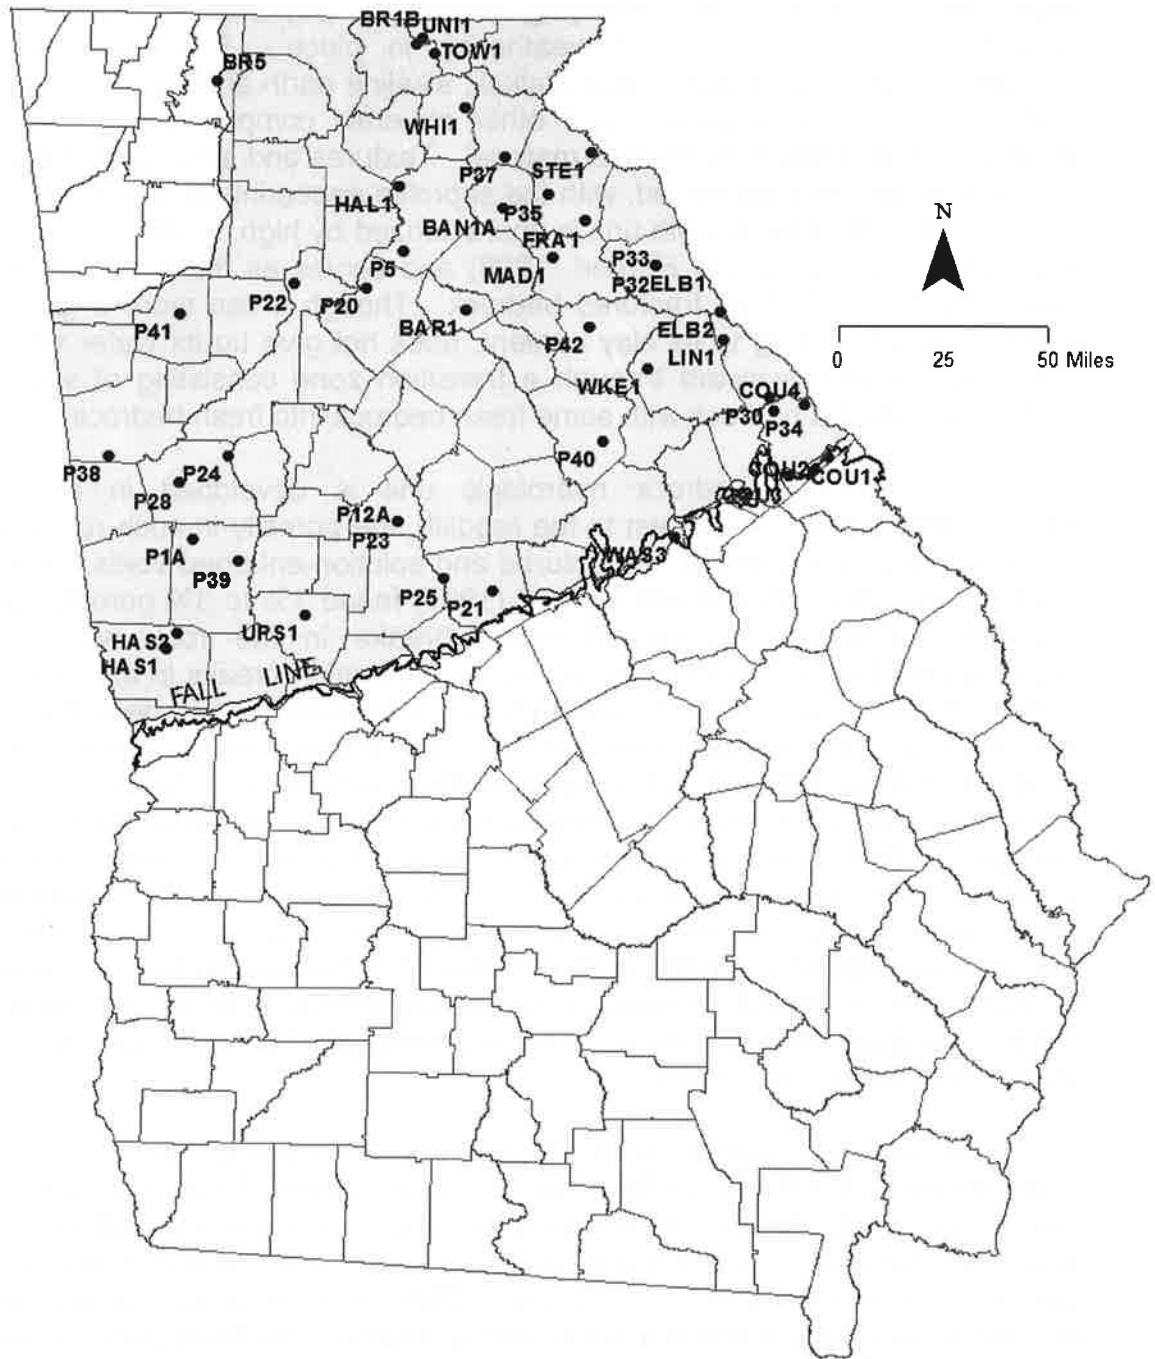 BR1B UNI1
TOW1
BR5
WHI1
P37 STE1
HAL1
P35
BAN1A
FRA1
P33
P5
MAD1
P32 ELB1
P22 P20
BAR1
P41
ELB2
P42
LIN1
WKE1
COU4
P30
P34
P40
P38 P24
COU2
COU1
P28
P12A
P23
P1A
WAS3
P39
P25 P21
URS1
HAS2
HAS1
FALL LINE
N
0 25 50 Miles